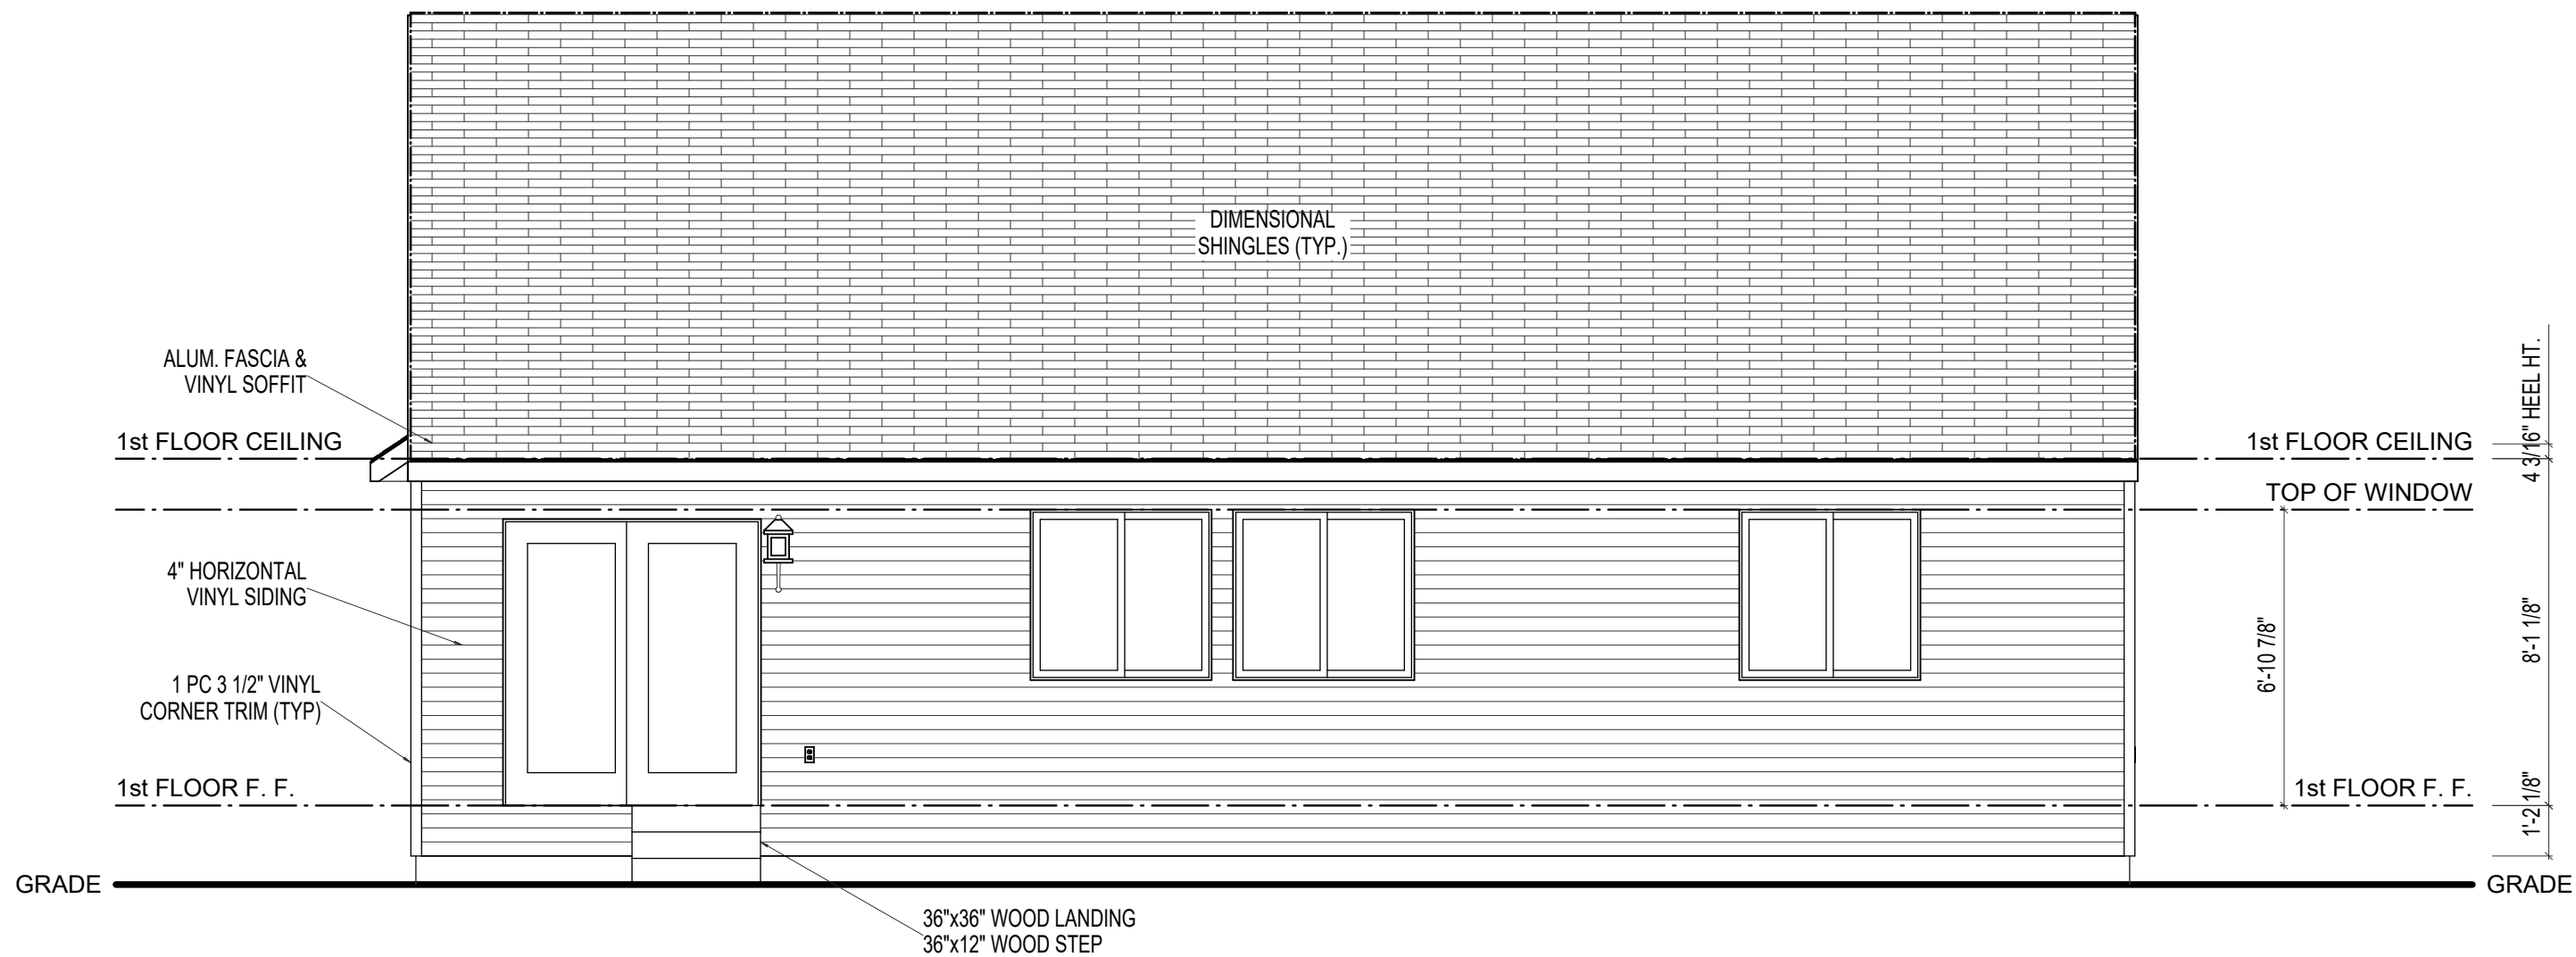 DIMENSIONAL
SHINGLES (TYP.)
ALUM. FASCIA &
VINYL SOFFIT
1st FLOOR CEILING
1st FLOOR CEILING
4 3/16" HEEL HT.
TOP OF WINDOW
4" HORIZONTAL
VINYL SIDING
6'-10 7/8"
8'-1 1/8"
1 PC 3 1/2" VINYL
CORNER TRIM (TYP)
1st FLOOR F. F.
1st FLOOR F. F.
1'-2 1/8"
GRADE
GRADE
36"x36" WOOD LANDING
36"x12" WOOD STEP